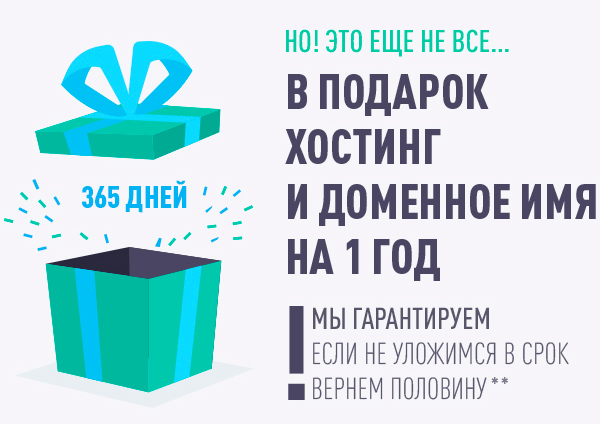 НО! ЭТО ЕЩЕ НЕ ВСЕ...
В ПОДАРОК
ХОСТИНГ
И ДОМЕННОЕ ИМЯ
НА 1 ГОД
365 ДНЕЙ
! МЫ ГАРАНТИРУЕМ
ЕСЛИ НЕ УЛОЖИМСЯ В СРОК
ВЕРНЕМ ПОЛОВИНУ**